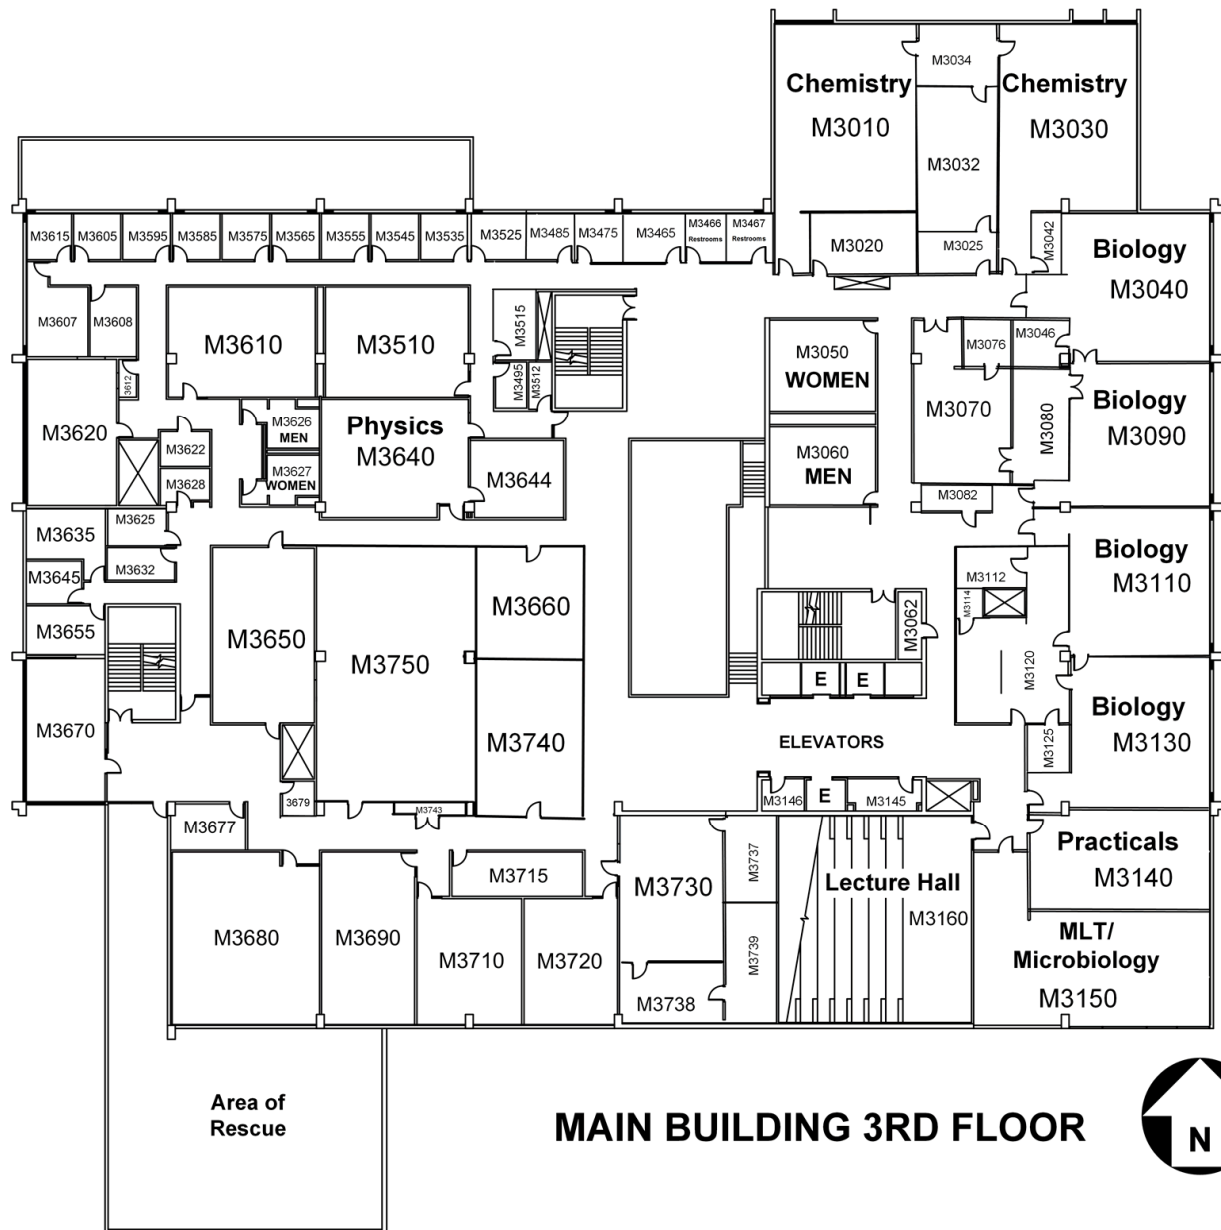 M3034
Chemistry
M3010
Chemistry
M3030
M3032
M3615
M3605
M3595
M3585
M3575
M3565
M3555
M3545
M3535
M3525
M3485
M3475
M3465
M3466
Restrooms
M3467
Restrooms
M3020
M3025
M3042
Biology
M3040
M3607
M3608
M3610
M3510
M3515
M3495
M3512
3612
M3050
WOMEN
M3076
M3046
M3070
M3080
Biology
M3090
M3620
M3622
M3628
M3626
MEN
M3627
WOMEN
Physics
M3640
M3644
M3060
MEN
M3082
M3635
M3625
M3632
M3645
M3655
M3650
M3750
M3660
M3062
M3112
M3114
M3120
Biology
M3110
M3670
M3740
E
E
ELEVATORS
M3125
Biology
M3130
3679
M3743
M3146
E
M3145
M3677
M3715
M3730
M3737
Lecture Hall
M3160
Practicals
M3140
M3680
M3690
M3710
M3720
M3738
M3739
MLT/
Microbiology
M3150
Area of
Rescue
MAIN BUILDING 3RD FLOOR
N